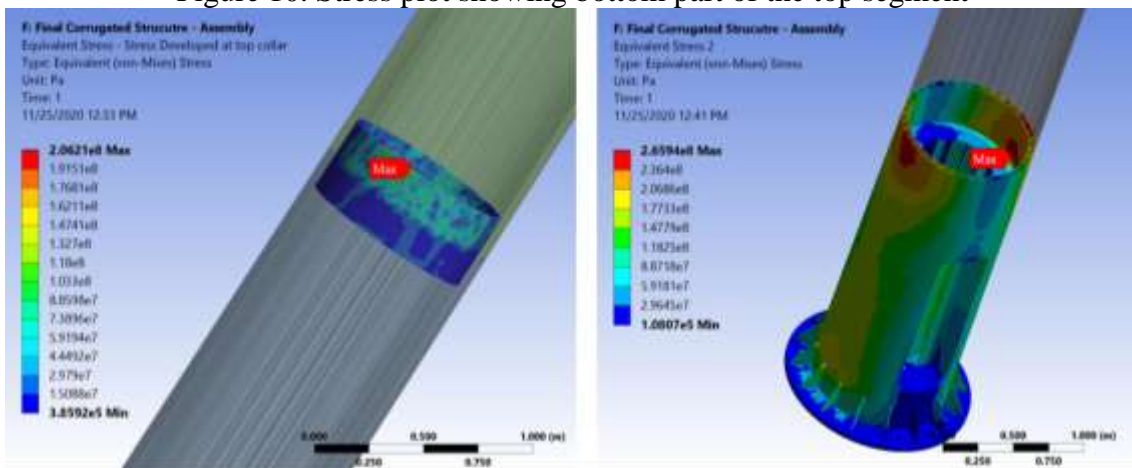 Figure 10. Stress plot showing bottom part of the top segment
F: Final Corrugated Strucutre - Assembly
Equivalent Stress - Stress Developed at top collar
Type: Equivalent (von-Mises) Stress
Unit: Pa
Time: 1
11/25/2020 12:33 PM
2.0621e8 Max
1.9151e8
1.7681e8
1.6211e8
1.4741e8
1.327e8
1.18e8
1.033e8
8.8598e7
7.3896e7
5.9194e7
4.4492e7
2.979e7
1.5088e7
3.8592e5 Min
Max
0.000
0.500
1.000 (m)
0.250
0.750
F: Final Corrugated Strucutre - Assembly
Equivalent Stress 2
Type: Equivalent (von-Mises) Stress
Unit: Pa
Time: 1
11/25/2020 12:41 PM
2.6594e8 Max
2.364e8
2.0686e8
1.7733e8
1.4779e8
1.1825e8
8.8718e7
5.9181e7
2.9645e7
1.0807e5 Min
Max
0.500
1.000 (m)
0.250
0.750